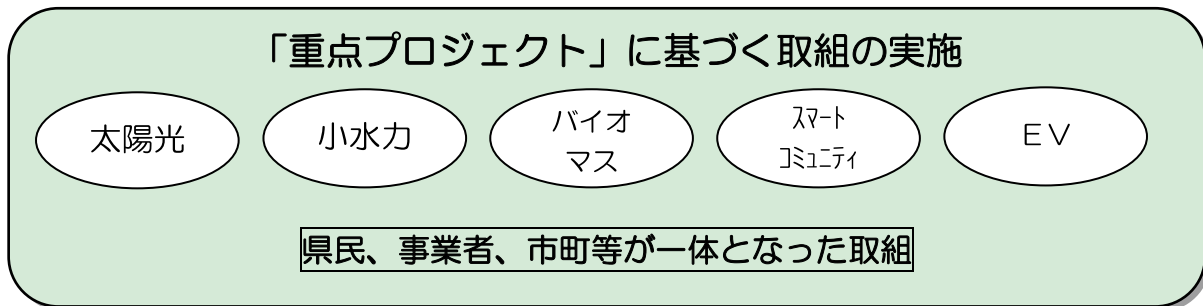 「重点プロジェクト」に基づく取組の実施
太陽光
小水力
バイオ
マス
ｽﾏｰﾄ
ｺﾐｭﾆﾃｨ
ＥＶ
県民、事業者、市町等が一体となった取組